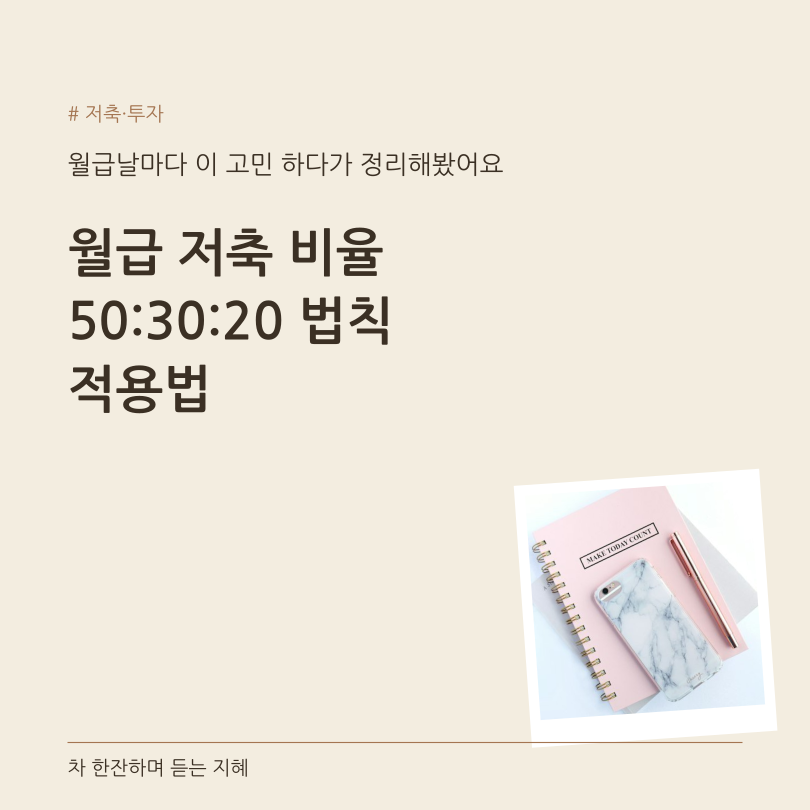 # 저축·투자
월급날마다 이 고민 하다가 정리해봤어요
월급 저축 비율
50:30:20 법칙
적용법
MAKE TODAY COUNT
차 한잔하며 듣는 지혜